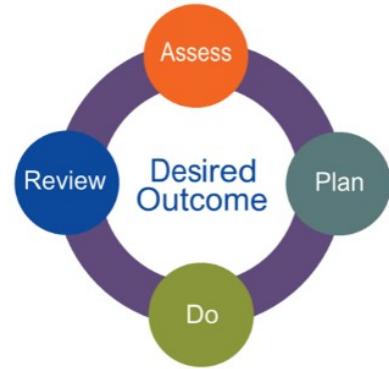 Assess
Review
Desired
Outcome
Plan
Do